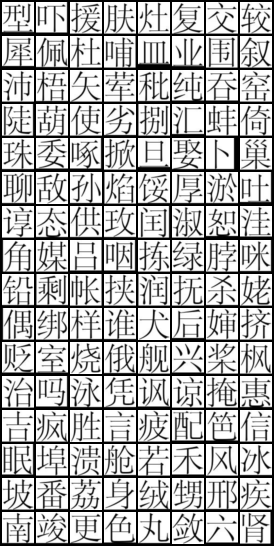 型吓援肤灶复交较
犀佩杜哺皿业围叙
沛梧矢荤秕纯吞窑
陡葫使劣捌汇蚌倚
珠委啄掀旦娶卜巢
聊敌孙焰馁厚淤吐
谆态供玫闰淑恕洼
角媒吕咽拣绿脖咪
铅剩帐挟润抚杀姥
偶绑样谁犬后婶挤
贬室烧俄舰兴桨枫
治吗泳凭讽谅掩惠
吉疯胜言疲配笆信
眠埠溃舱若禾风冰
坡番荔身绒甥邢疾
南竣更色丸敛六肾